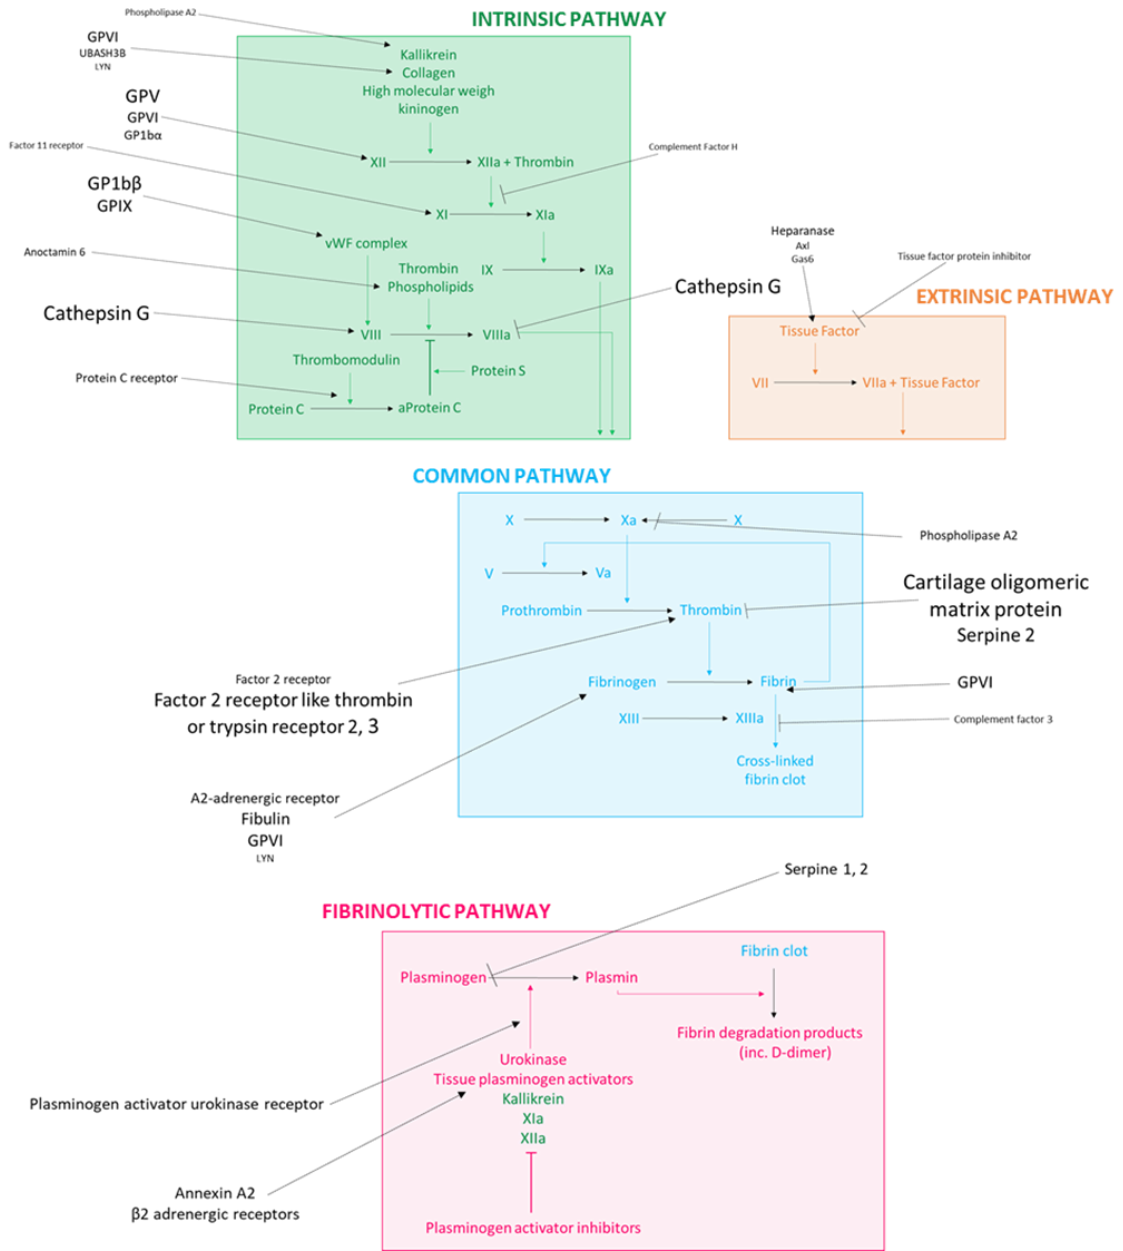 INTRINSIC PATHWAY
Phospholipase A2
GPVI
UBASH3B
LYN
Kallikrein
Collagen
High molecular weigh
kininogen
GPV
GPVI
GP1bα
Factor 11 receptor
XII
XIIa + Thrombin
Complement Factor H
GP1bβ
GPIX
XI
XIa
vWF complex
Anoctamin 6
Thrombin
Phospholipids
IX
IXa
Cathepsin G
Cathepsin G
VIII
VIIIa
Thrombomodulin
Protein S
Protein C receptor
Protein C
aProtein C
Heparanase
Axl
Gas6
Tissue factor protein inhibitor
EXTRINSIC PATHWAY
Tissue Factor
VII
VIIa + Tissue Factor
COMMON PATHWAY
X
Xa
X
Phospholipase A2
V
Va
Prothrombin
Thrombin
Cartilage oligomeric
matrix protein
Serpine 2
Factor 2 receptor
Factor 2 receptor like thrombin
or trypsin receptor 2, 3
Fibrinogen
Fibrin
GPVI
XIII
XIIIa
Complement factor 3
Cross-linked
fibrin clot
A2-adrenergic receptor
Fibulin
GPVI
LYN
Serpine 1, 2
FIBRINOLYTIC PATHWAY
Fibrin clot
Plasminogen
Plasmin
Fibrin degradation products
(inc. D-dimer)
Urokinase
Tissue plasminogen activators
Kallikrein
XIa
XIIa
Plasminogen activator urokinase receptor
Annexin A2
β2 adrenergic receptors
Plasminogen activator inhibitors